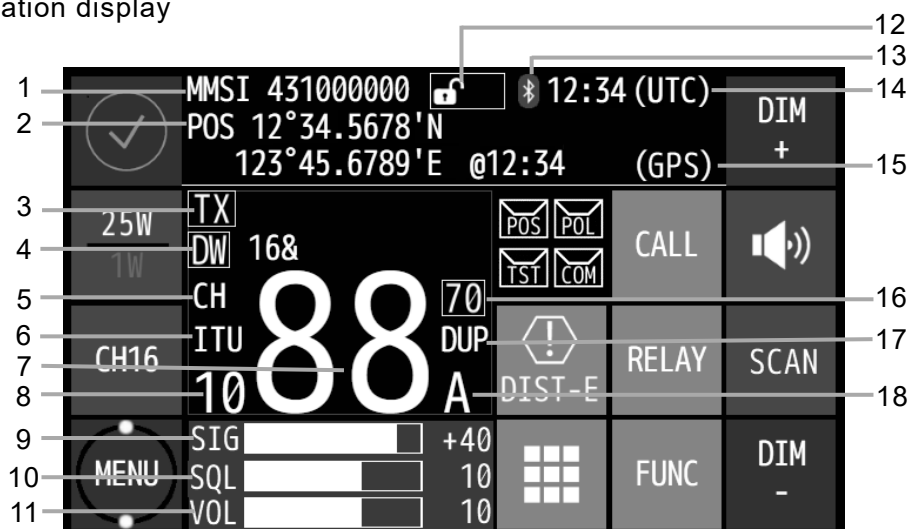 ation display
12
13
1 MMSI 431000000 12:34 (UTC) 14
2 POS 12°34.5678'N DIM +
123°45.6789'E @12:34 (GPS) 15
3 TX POS POL
25W
4 DW 16& CALL
1W TST COM
5 CH 70 16
6 ITU DUP 17
7 CH16 88 ! RELAY SCAN
8 10 A DIST-E 18
9 SIG +40
10 MENU SQL 10 FUNC DIM -
11 VOL 10